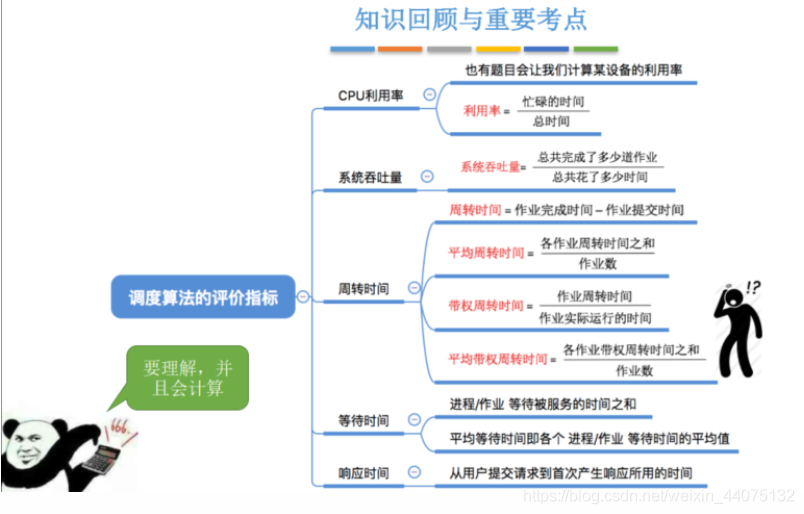 知识回顾与重要考点
CPU利用率
也有题目会让我们计算某设备的利用率
利用率 = 忙碌的时间
总时间
系统吞吐量
系统吞吐量= 总共完成了多少道作业
总共花了多少时间
调度算法的评价指标
周转时间
周转时间 = 作业完成时间 – 作业提交时间
平均周转时间 = 各作业周转时间之和
作业数
带权周转时间 = 作业周转时间
作业实际运行的时间
平均带权周转时间 = 各作业带权周转时间之和
作业数
等待时间
进程/作业 等待被服务的时间之和
平均等待时间即各个 进程/作业 等待时间的平均值
响应时间
从用户提交请求到首次产生响应所用的时间
要理解，并
且会计算
666.
!?
https://blog.csdn.net/weixin_44075132